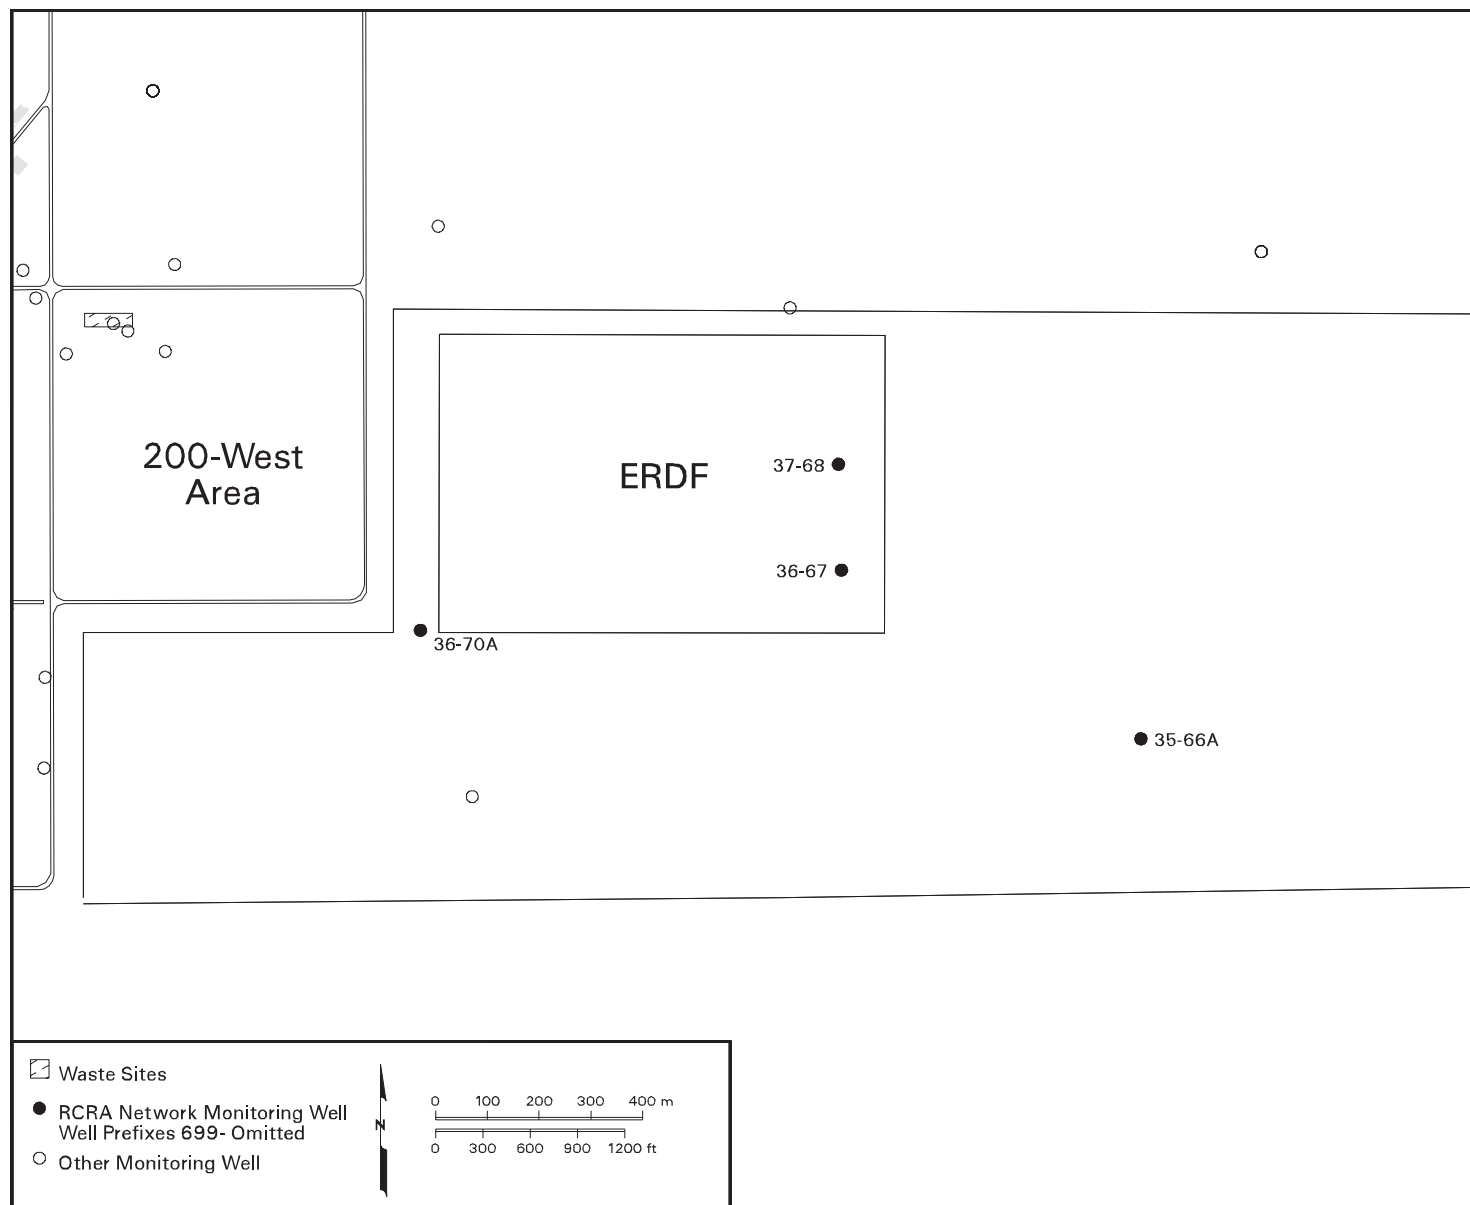 200-West
Area
ERDF
37-68
36-67
36-70A
35-66A
Waste Sites
RCRA Network Monitoring Well
Well Prefixes 699- Omitted
Other Monitoring Well
N
0 100 200 300 400 m
0 300 600 900 1200 ft